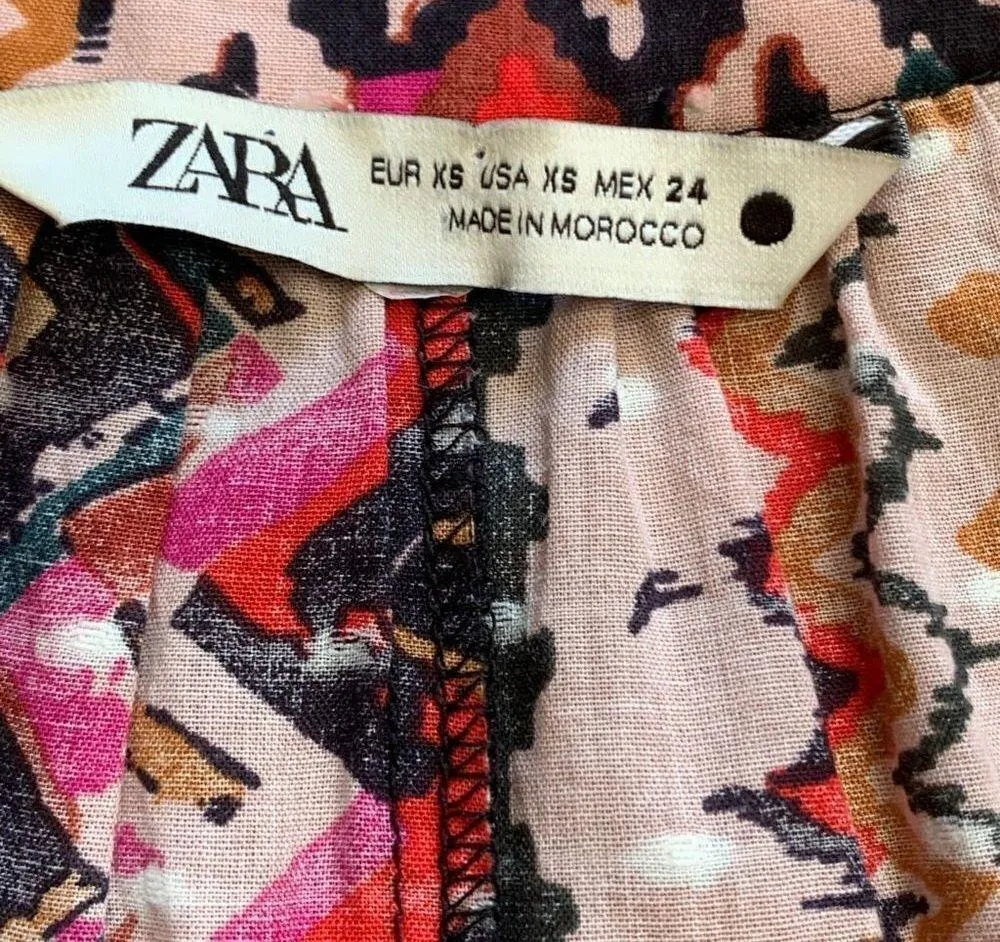 ZARA
EUR XS USA XS MEX 24
MADE IN MOROCCO